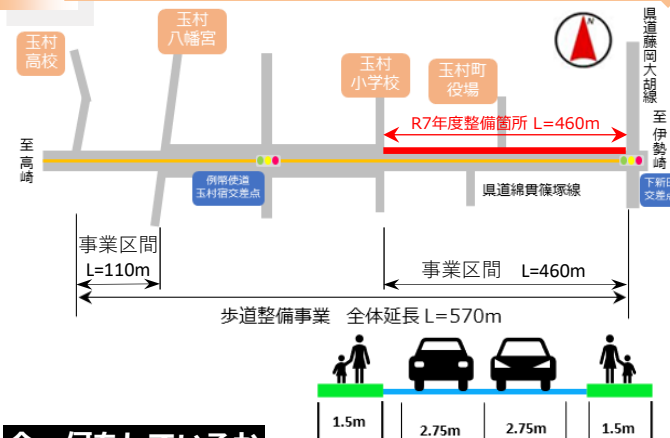 玉村
高校
玉村
八幡宮
玉村
小学校
玉村町
役場
県道藤岡大胡線
至高崎
至伊勢崎
R7年度整備箇所 L=460m
例幣使道
玉村宿交差点
県道綿貫篠塚線
交差点
事業区間
L=110m
事業区間 L=460m
歩道整備事業 全体延長 L=570m
1.5m
2.75m
2.75m
1.5m